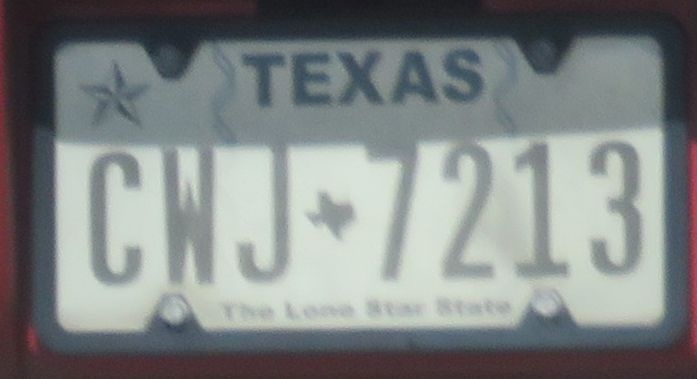 TEXAS
CWJ 7213
The Lone Star State